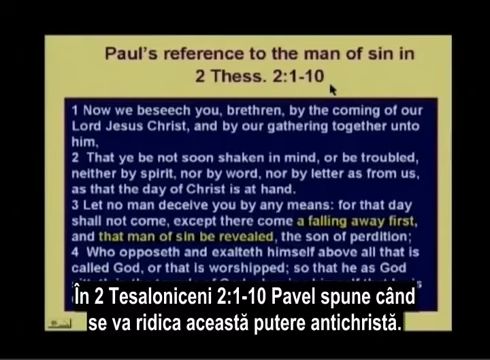 Paul's reference to the man of sin in
2 Thess. 2:1-10
1 Now we beseech you, brethren, by the coming of our
Lord Jesus Christ, and by our gathering together unto
him,
2 That ye be not soon shaken in mind, or be troubled,
neither by spirit, nor by word, nor by letter as from us,
as that the day of Christ is at hand.
3 Let no man deceive you by any means: for that day
shall not come, except there come a falling away first,
and that man of sin be revealed, the son of perdition;
4 Who opposeth and exalteth himself above all that is
called God, or that is worshipped; so that he as God
În 2 Tesaloniceni 2:1-10 Pavel spune când
se va ridica această putere antichristă.